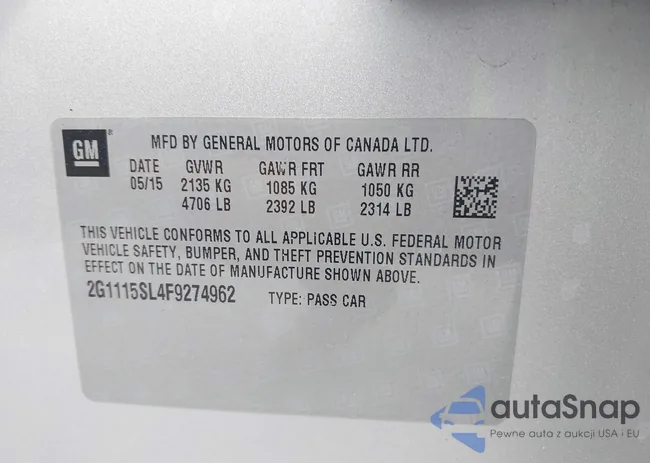 GM
MFD BY GENERAL MOTORS OF CANADA LTD.
DATE GVWR GAWR FRT GAWR RR
05/15 2135 KG 1085 KG 1050 KG
4706 LB 2392 LB 2314 LB
THIS VEHICLE CONFORMS TO ALL APPLICABLE U.S. FEDERAL MOTOR
VEHICLE SAFETY, BUMPER, AND THEFT PREVENTION STANDARDS IN
EFFECT ON THE DATE OF MANUFACTURE SHOWN ABOVE.
2G1115SL4F9274962 TYPE: PASS CAR
autaSnap
Pewne auta z aukcji USA i EU